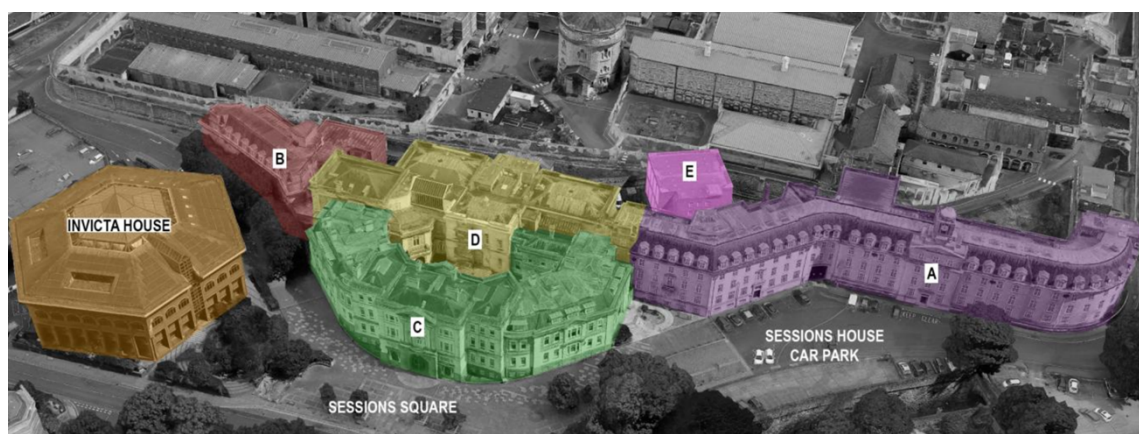 B
E
INVICTA HOUSE
D
A
C
SESSIONS HOUSE
CAR PARK
SESSIONS SQUARE